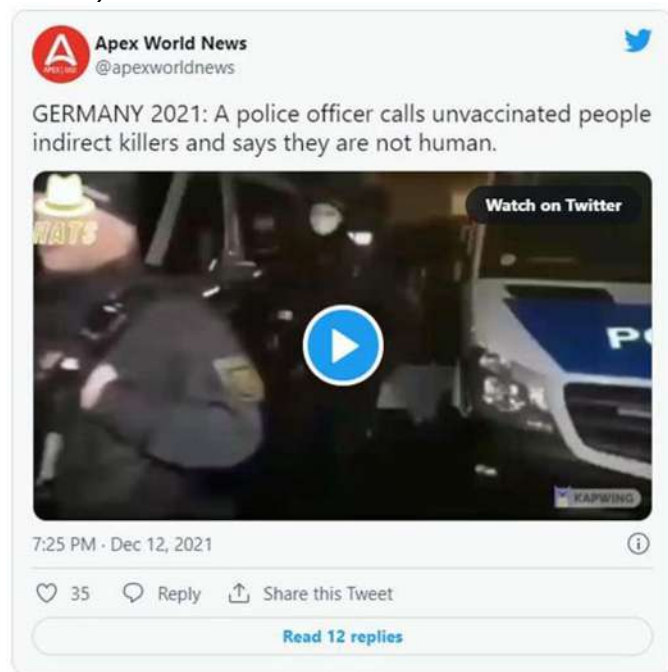 Apex World News
@apexworldnews
GERMANY 2021: A police officer calls unvaccinated people
indirect killers and says they are not human.
Watch on Twitter
HATS
KAPWING
7:25 PM · Dec 12, 2021
35
Reply
Share this Tweet
Read 12 replies